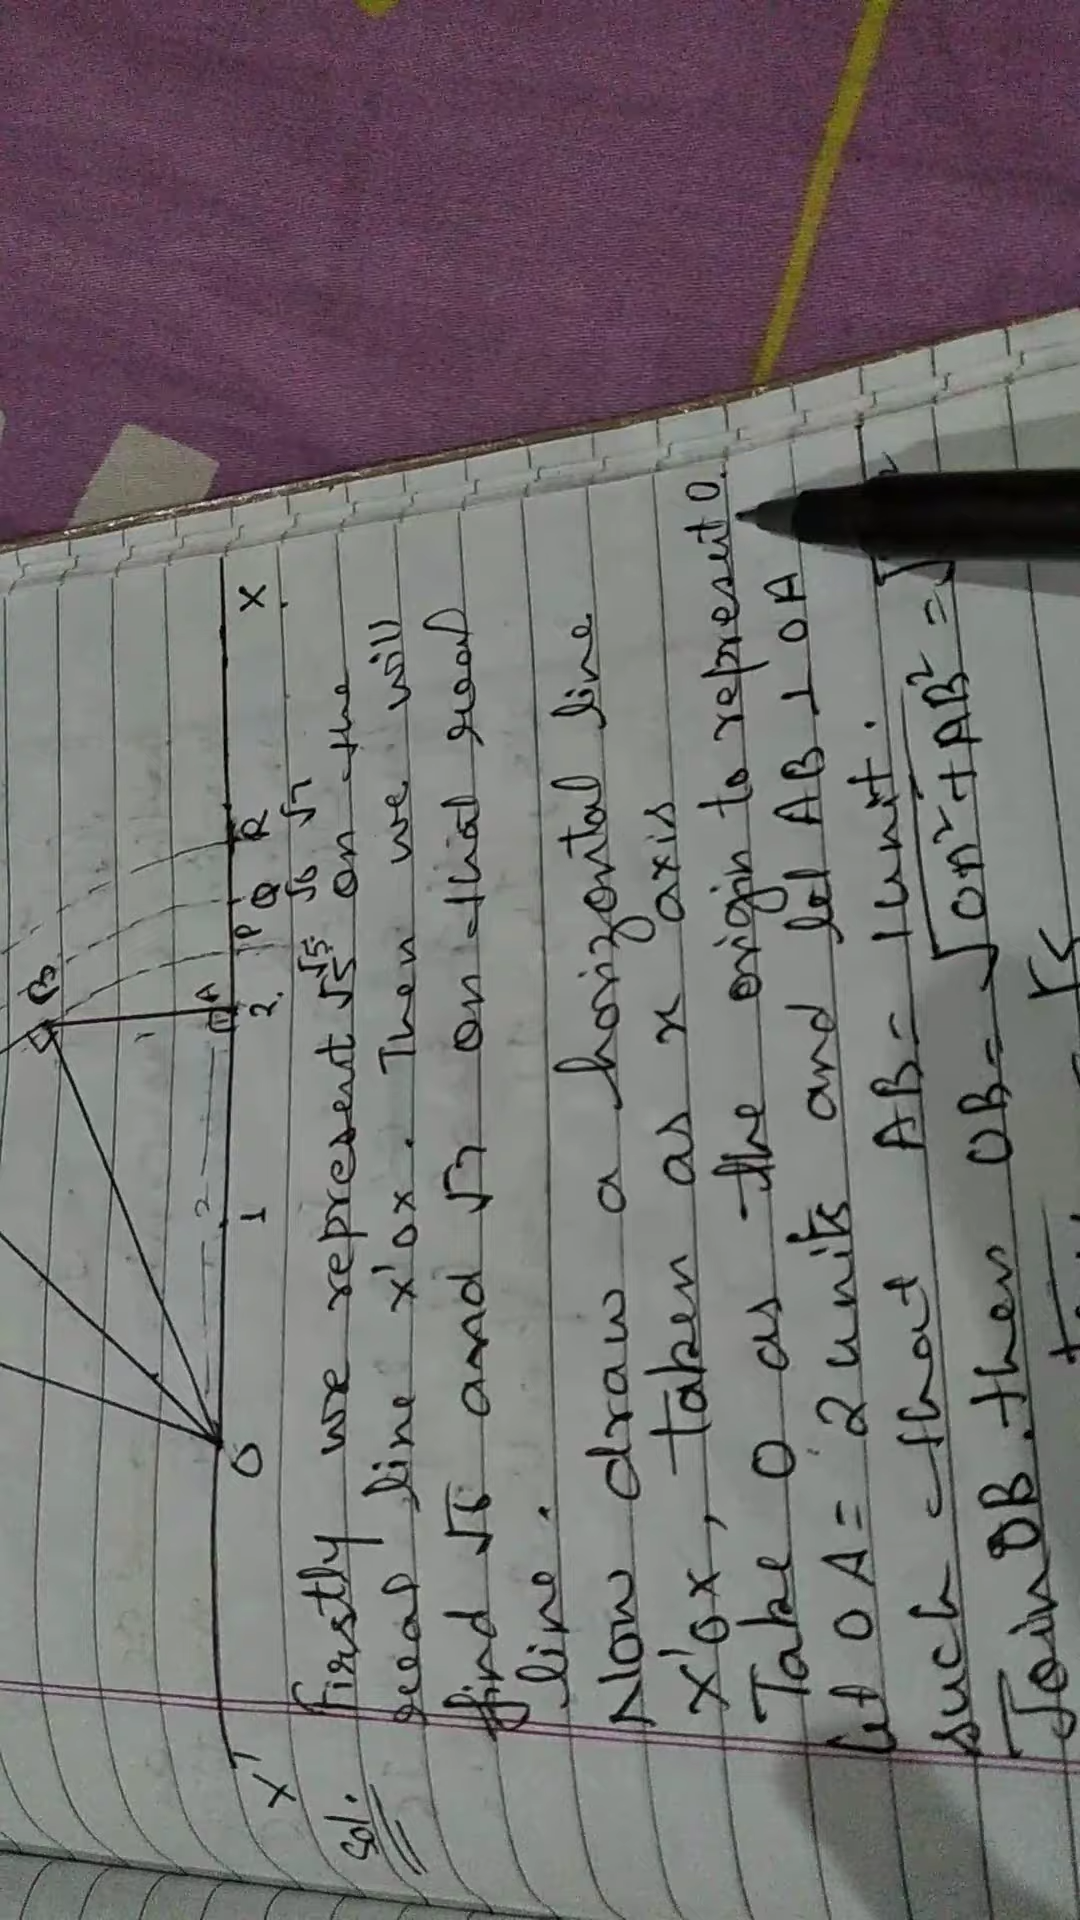 B
1 A
2
X' O 1 2. P Q R X
√5 √6 √7
Sol. Firstly we represent √5 on the
real line x'ox. Then we will
find √6 and √7 on that real
line.
Now draw a horizontal line
X'OX, taken as x axis
Take O as the origin to represent 0.
let OA = 2 units and let AB ⊥ OA
such that AB = 1 unit.
Join OB. then OB = √OA²+AB² = √
√5